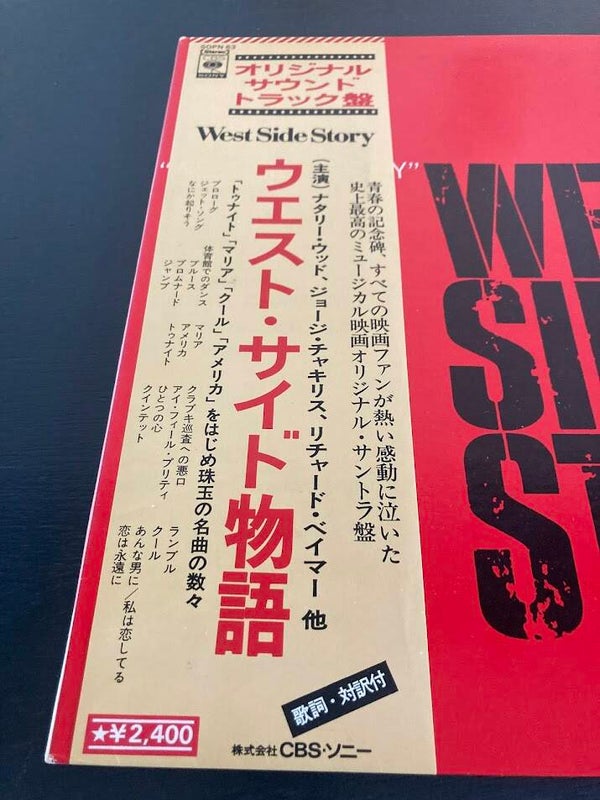 SOPN 63
Stereo
CBS
SONY
オリジナル
サウンド
トラック盤
West Side Story
青春の記念碑、すべての映画ファンが熱い感動に泣いた
史上最高のミュージカル映画オリジナル・サントラ盤
(主演)ナタリー・ウッド、ジョージ・チャキリス、リチャード・ベイマー 他
ウエスト・サイド物語
「トゥナイト」「マリア」「クール」「アメリカ」をはじめ珠玉の名曲の数々
プロローグ
ジェット・ソング
なにか起りそう
体育館でのダンス
ブルース
プロムナード
ジャンプ
マリア
アメリカ
トゥナイト
クラプキ巡査への悪口
アイ・フィール・プリティ
ひとつの心
クインテット
ランブル
クール
あんな男に/私は恋してる
恋は永遠に
歌詞・対訳付
★¥2,400
株式会社 CBS・ソニー
"
Y"
WE
SI
ST